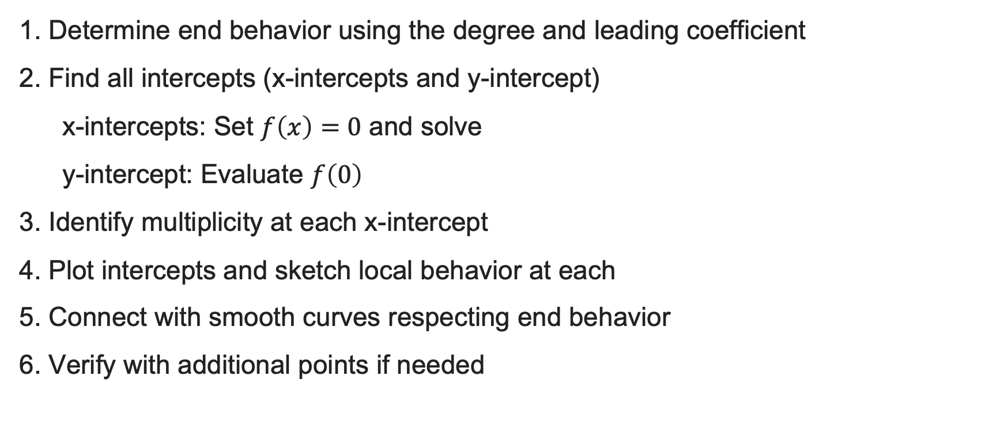 1. Determine end behavior using the degree and leading coefficient
2. Find all intercepts (x-intercepts and y-intercept)
x-intercepts: Set f(x) = 0 and solve
y-intercept: Evaluate f(0)
3. Identify multiplicity at each x-intercept
4. Plot intercepts and sketch local behavior at each
5. Connect with smooth curves respecting end behavior
6. Verify with additional points if needed